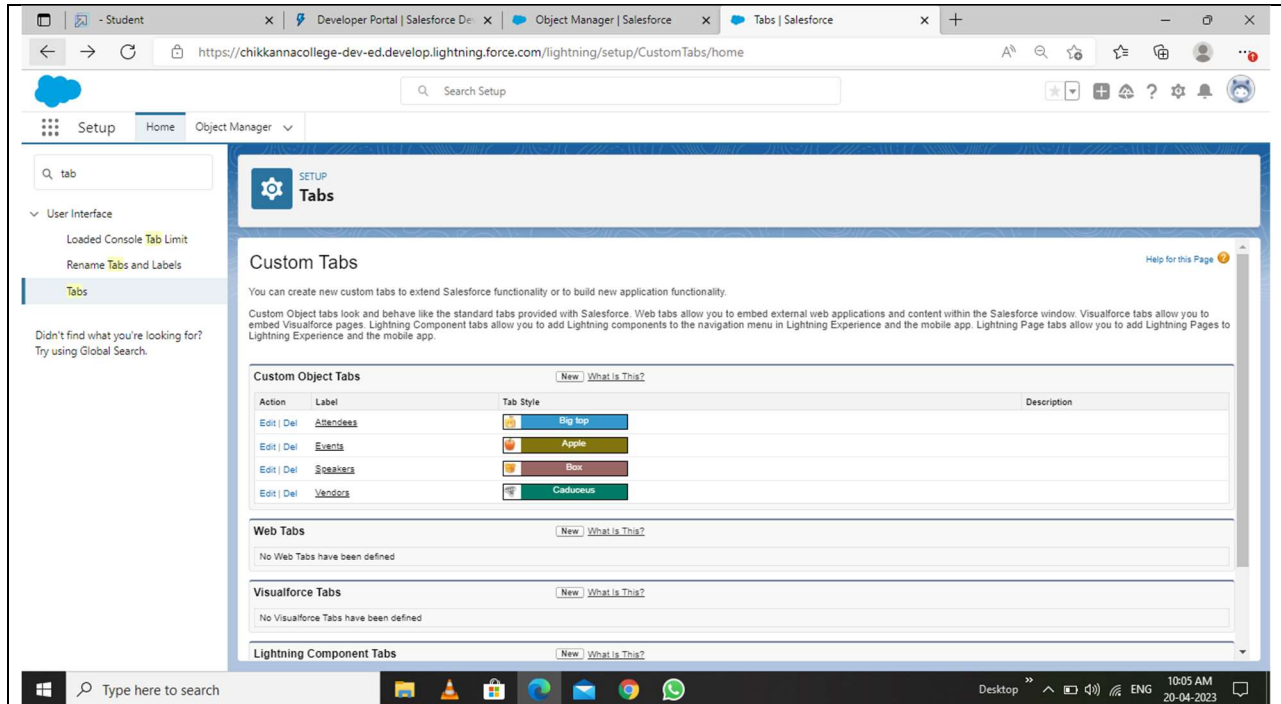 - Student
Developer Portal | Salesforce De
Object Manager | Salesforce
Tabs | Salesforce
https://chikkannacollege-dev-ed.develop.lightning.force.com/lightning/setup/CustomTabs/home
Search Setup
Setup
Home
Object Manager
tab
User Interface
Loaded Console Tab Limit
Rename Tabs and Labels
Tabs
Didn't find what you're looking for?
Try using Global Search.
SETUP
Tabs
Custom Tabs
Help for this Page
You can create new custom tabs to extend Salesforce functionality or to build new application functionality.
Custom Object tabs look and behave like the standard tabs provided with Salesforce. Web tabs allow you to embed external web applications and content within the Salesforce window. Visualforce tabs allow you to
embed Visualforce pages. Lightning Component tabs allow you to add Lightning components to the navigation menu in Lightning Experience and the mobile app. Lightning Page tabs allow you to add Lightning Pages to
Lightning Experience and the mobile app.
Custom Object Tabs New What Is This?
Action Label Tab Style Description
Edit | Del Attendees Big top
Edit | Del Events Apple
Edit | Del Speakers Box
Edit | Del Vendors Caduceus
Web Tabs New What Is This?
No Web Tabs have been defined
Visualforce Tabs New What Is This?
No Visualforce Tabs have been defined
Lightning Component Tabs New What Is This?
Type here to search
Desktop
ENG
10:05 AM
20-04-2023